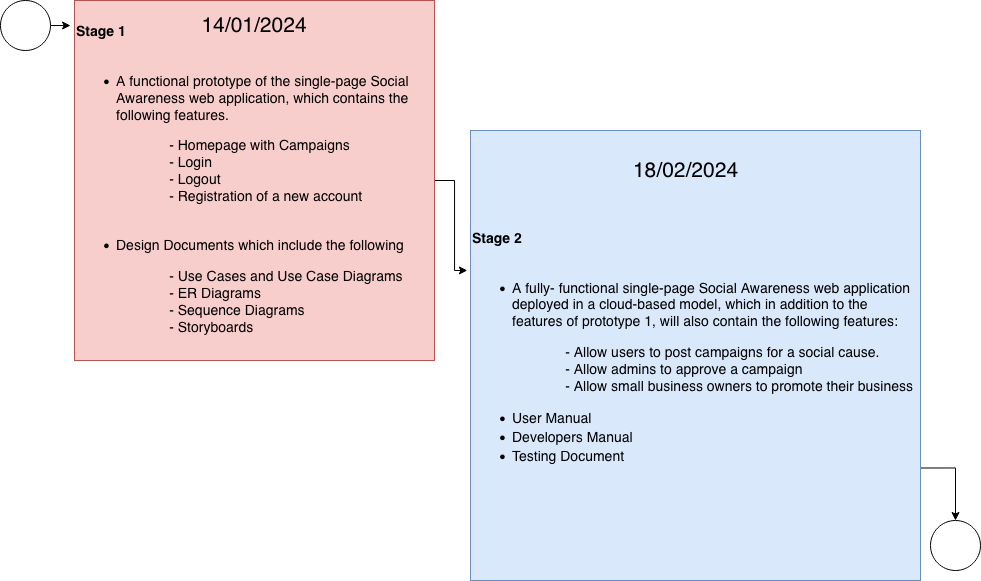 14/01/2024
Stage 1
• A functional prototype of the single-page Social
Awareness web application, which contains the
following features.
- Homepage with Campaigns
- Login
- Logout
- Registration of a new account
• Design Documents which include the following
- Use Cases and Use Case Diagrams
- ER Diagrams
- Sequence Diagrams
- Storyboards
18/02/2024
Stage 2
• A fully- functional single-page Social Awareness web application
deployed in a cloud-based model, which in addition to the
features of prototype 1, will also contain the following features:
- Allow users to post campaigns for a social cause.
- Allow admins to approve a campaign
- Allow small business owners to promote their business
• User Manual
• Developers Manual
• Testing Document